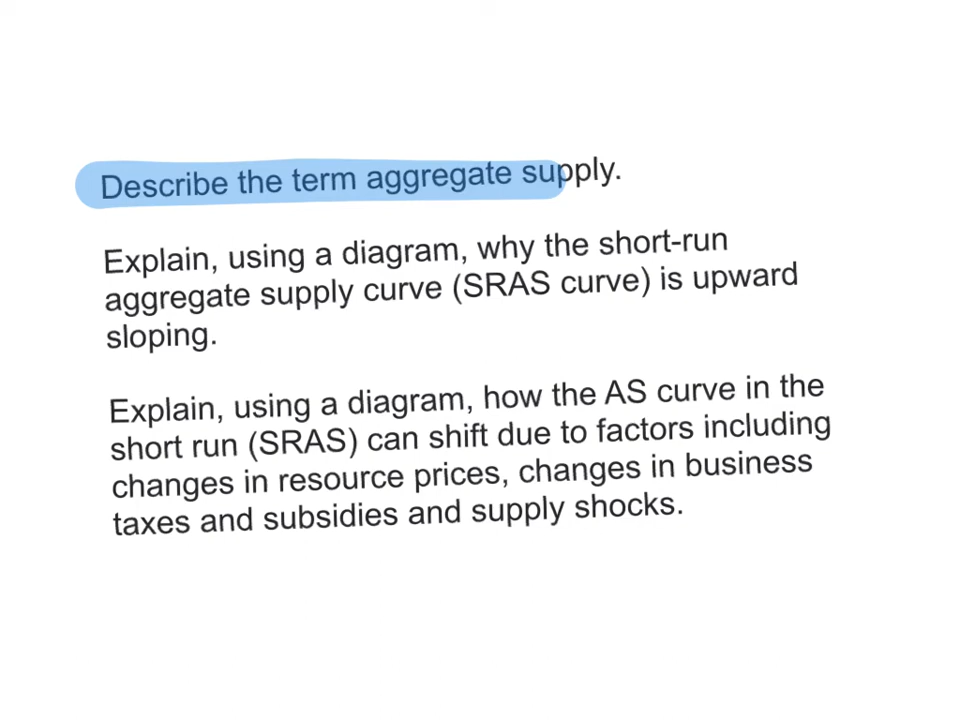 Describe the term aggregate supply.
Explain, using a diagram, why the short-run
aggregate supply curve (SRAS curve) is upward
sloping.
Explain, using a diagram, how the AS curve in the
short run (SRAS) can shift due to factors including
changes in resource prices, changes in business
taxes and subsidies and supply shocks.